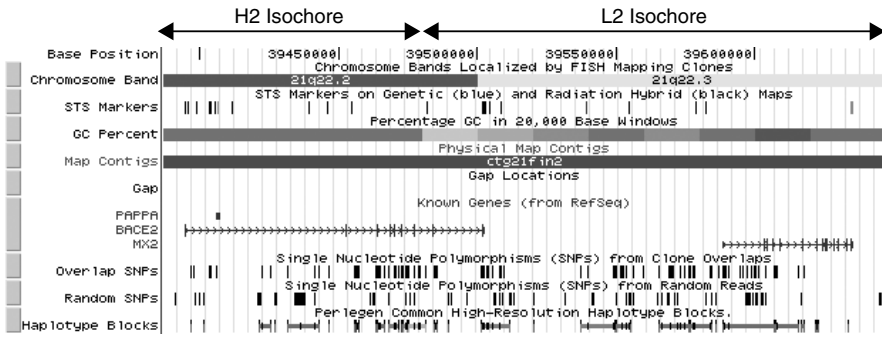 H2 Isochore L2 Isochore
Base Position 39450000 39500000 39550000 39600000
Chromosome Bands Localized by FISH Mapping Clones
Chromosome Band 21q22.2 21q22.3
STS Markers on Genetic (blue) and Radiation Hybrid (black) Maps
STS Markers
Percentage GC in 20,000 Base Windows
GC Percent
Physical Map Contigs
Map Contigs ctg21fin2
Gap Locations
Gap
Known Genes (from RefSeq)
PAPPA
BACE2
MX2
Single Nucleotide Polymorphisms (SNPs) from Clone Overlaps
Overlap SNPs
Single Nucleotide Polymorphisms (SNPs) from Random Reads
Random SNPs
Perlegen Common High-Resolution Haplotype Blocks.
Haplotype Blocks